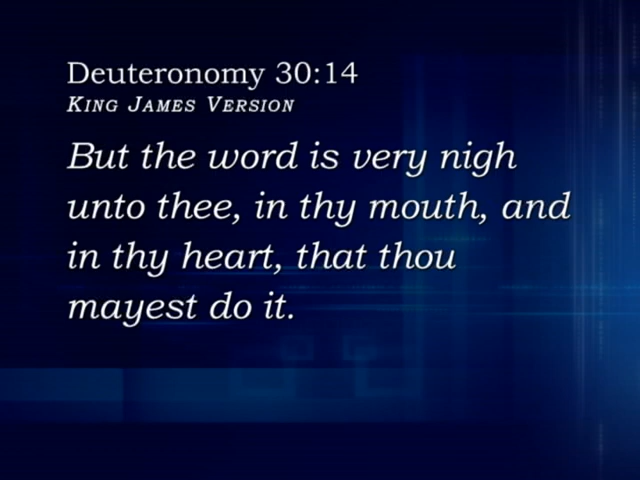 Deuteronomy 30:14
King James Version
But the word is very nigh
unto thee, in thy mouth, and
in thy heart, that thou
mayest do it.